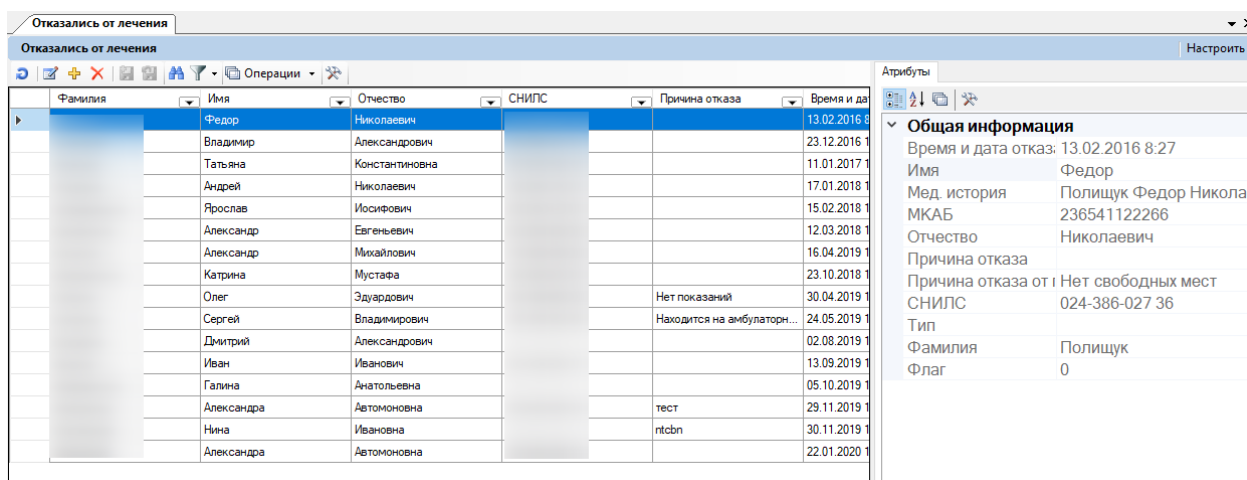 Отказались от лечения
Отказались от лечения
Настроить
Операции
Атрибуты
Фамилия Имя Отчество СНИЛС Причина отказа Время и да
Федор Николаевич 13.02.2016 8
Владимир Александрович 23.12.2016 1
Татьяна Константиновна 11.01.2017 1
Андрей Николаевич 17.01.2018 1
Ярослав Иосифович 15.02.2018 1
Александр Евгеньевич 12.03.2018 1
Александр Михайлович 16.04.2019 1
Катрина Мустафа 23.10.2018 1
Олег Эдуардович Нет показаний 30.04.2019 1
Сергей Владимирович Находится на амбулаторн... 24.05.2019 1
Дмитрий Александрович 02.08.2019 1
Иван Иванович 13.09.2019 1
Галина Анатольевна 05.10.2019 1
Александра Автомоновна тест 29.11.2019 1
Нина Ивановна ntcbn 30.11.2019 1
Александра Автомоновна 22.01.2020 1
Общая информация
Время и дата отказ 13.02.2016 8:27
Имя Федор
Мед. история Полищук Федор Никола
МКАБ 236541122266
Отчество Николаевич
Причина отказа
Причина отказа от Нет свободных мест
СНИЛС 024-386-027 36
Тип
Фамилия Полищук
Флаг 0